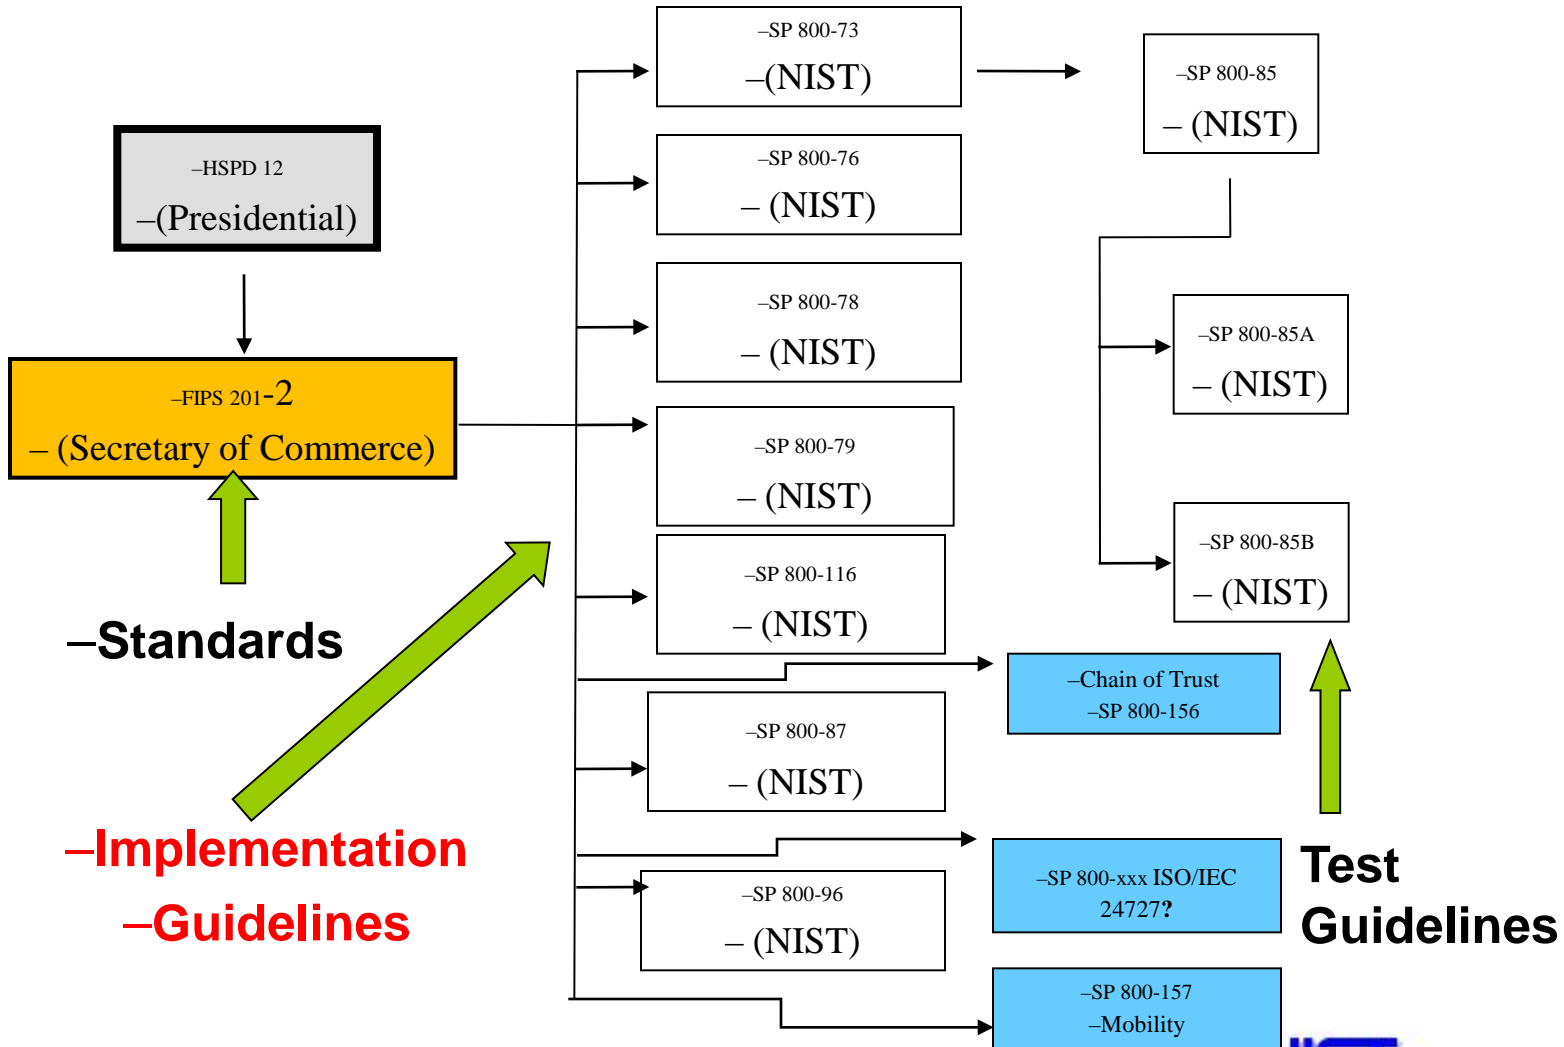 –SP 800-73
–(NIST)
–SP 800-85
– (NIST)
–HSPD 12
–(Presidential)
–SP 800-76
– (NIST)
–SP 800-78
– (NIST)
–SP 800-85A
– (NIST)
–FIPS 201-2
– (Secretary of Commerce)
–SP 800-79
– (NIST)
–SP 800-116
– (NIST)
–SP 800-85B
– (NIST)
–Standards
–Chain of Trust
–SP 800-156
–SP 800-87
– (NIST)
–Implementation
–Guidelines
–SP 800-xxx ISO/IEC
24727?
Test
Guidelines
–SP 800-96
– (NIST)
–SP 800-157
–Mobility